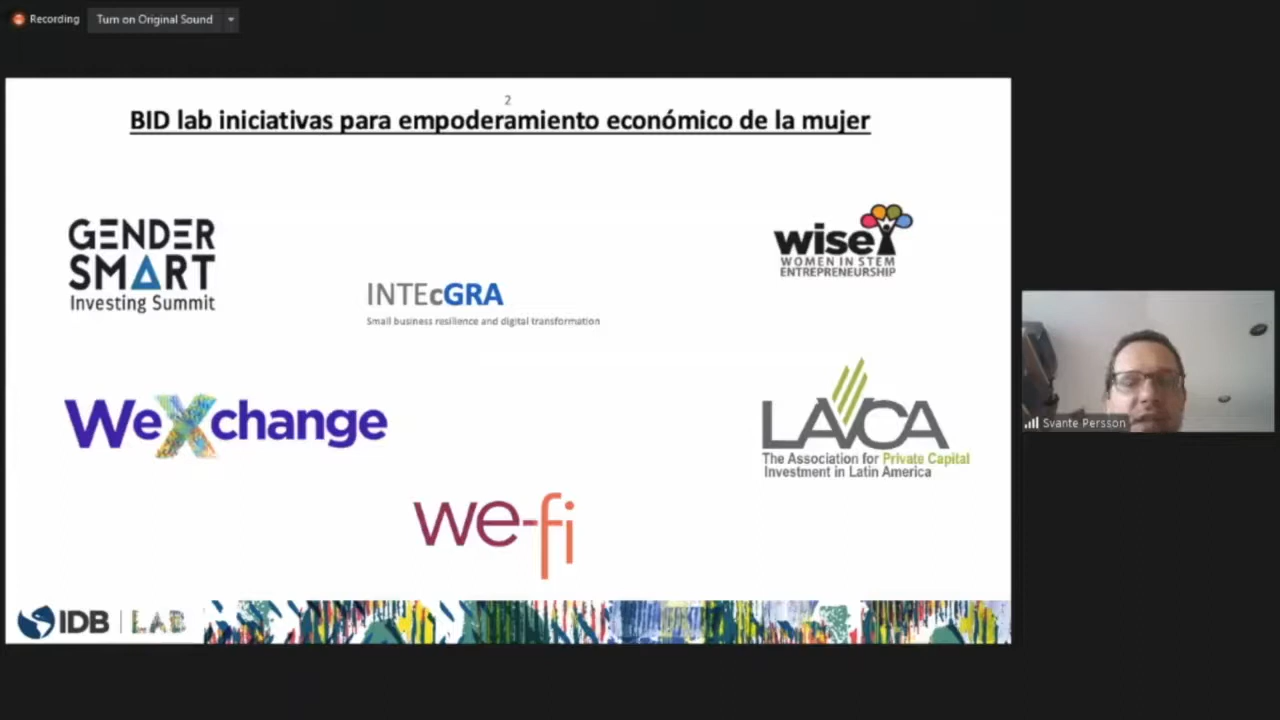 Recording
Turn on Original Sound
2
BID lab iniciativas para empoderamiento económico de la mujer
GENDER
SMART
Investing Summit
INTEcGRA
Small business resilience and digital transformation
wise
WOMEN IN STEM
ENTREPRENEURSHIP
WeXchange
LAVCA
The Association for Private Capital
Investment in Latin America
we-fi
IDB | LAB
Svante Persson